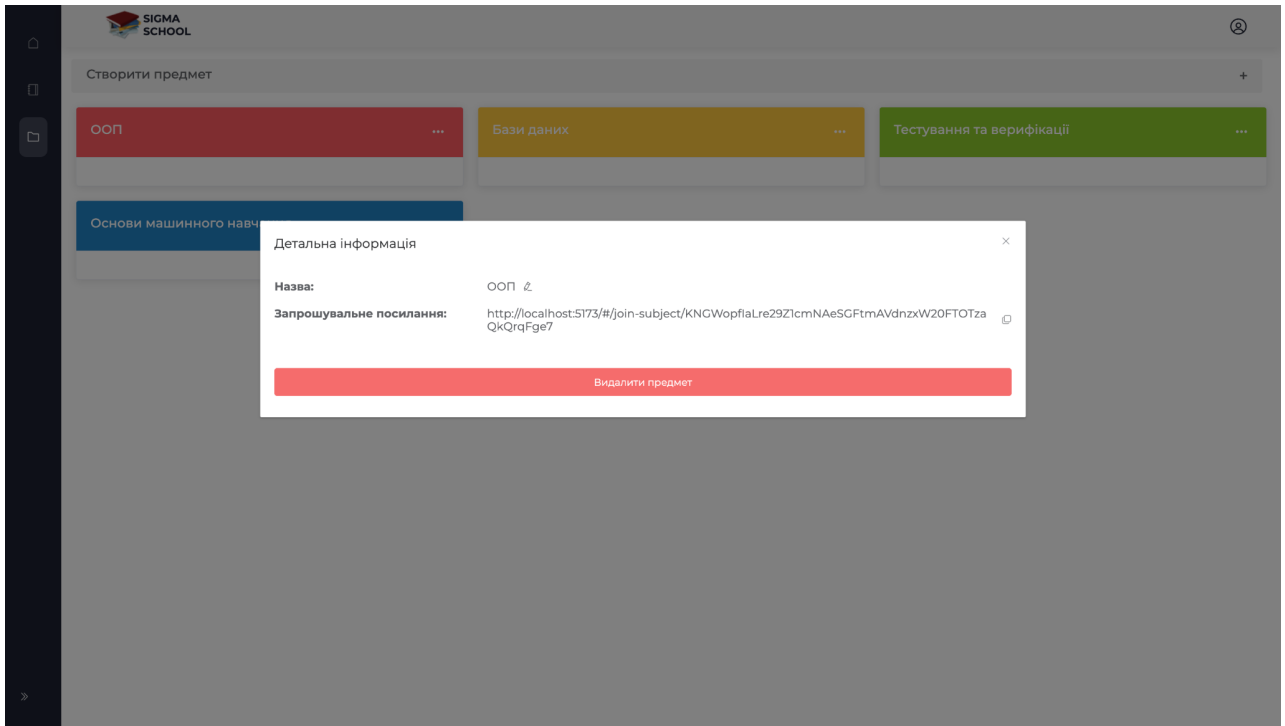 SIGMA
SCHOOL
Створити предмет
ООП
Бази даних
Тестування та верифікації
Основи машинного
Детальна інформація
Назва:
ООП
Запрошувальне посилання:
http://localhost:5173/#/join-subject/KNGWopflaLre29Z1cmNAeSGFtmAVdnzxW20FTOTza
QkQrqFge7
Видалити предмет